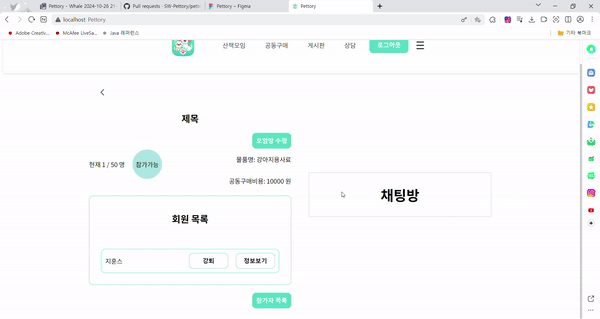 Pettory - Whale 2024-10-28 21
Pull requests · SW-Pettory/pett
Pettory – Figma
Pettory
localhost Pettory
Adobe Creativ...
McAfee LiveSa...
Java 레퍼런스
기타 북마크
산책모임 공동구매 게시판 상담 로그아웃
제목
모임방 수정
현재 1 / 50 명
참가가능
물품명: 강아지용사료
공동구매비용: 10000 원
채팅방
회원 목록
지훈스 강퇴 정보보기
참가자 목록